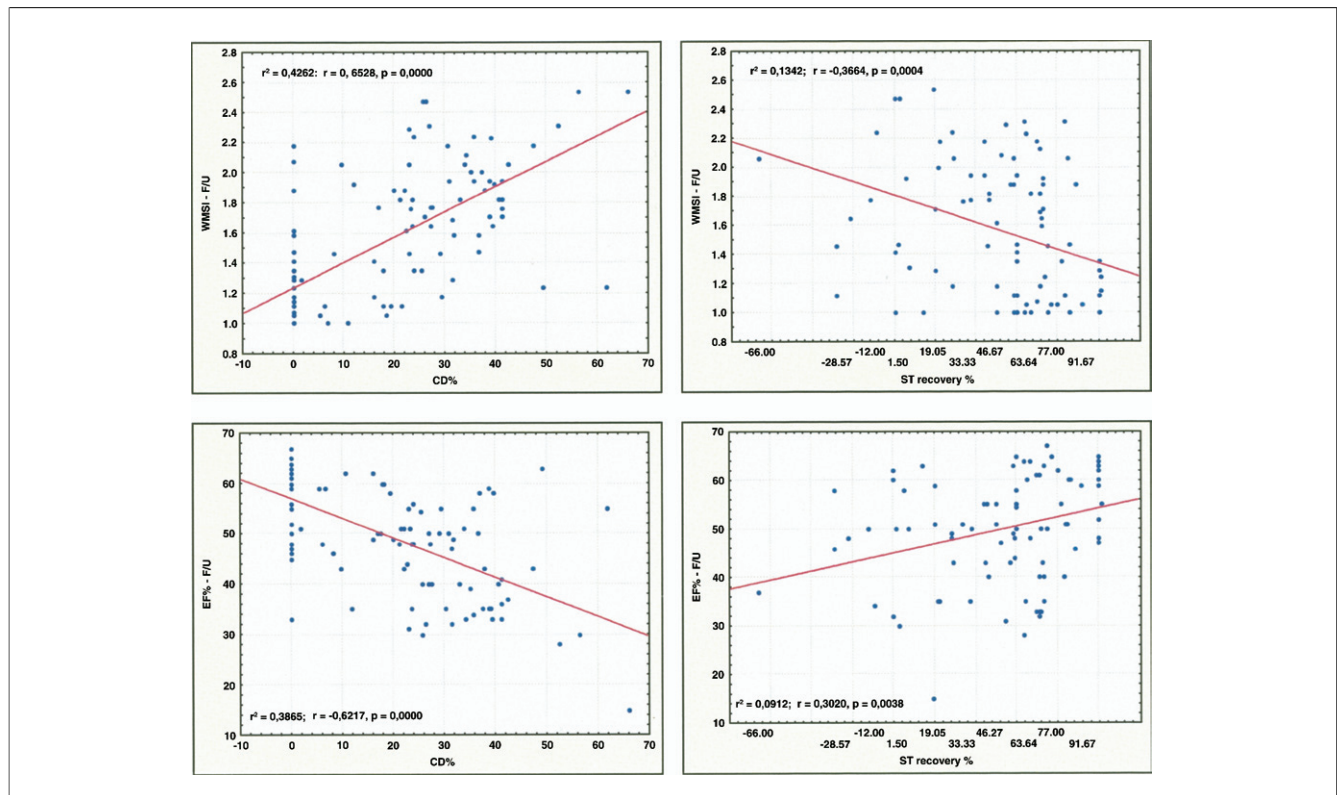 r² = 0,4262: r = 0, 6528, p = 0,0000
WMSI - F/U
2.8
2.6
2.4
2.2
2.0
1.8
1.6
1.4
1.2
1.0
0.8
-10 0 10 20 30 40 50 60 70
CD%
r² = 0,1342; r = -0,3664, p = 0,0004
WMSI - F/U
2.8
2.6
2.4
2.2
2.0
1.8
1.6
1.4
1.2
1.0
0.8
-66.00 -12.00 19.05 46.67 77.00
-28.57 1.50 33.33 63.64 91.67
ST recovery %
EF% - F/U
70
60
50
40
30
20
10
r² = 0,3865; r = -0,6217, p = 0,0000
-10 0 10 20 30 40 50 60 70
CD%
EF% - F/U
70
60
50
40
30
20
10
r² = 0,0912; r = 0,3020, p = 0,0038
-66.00 -12.00 19.05 46.27 77.00
-28.57 1.50 33.33 63.64 91.67
ST recovery %